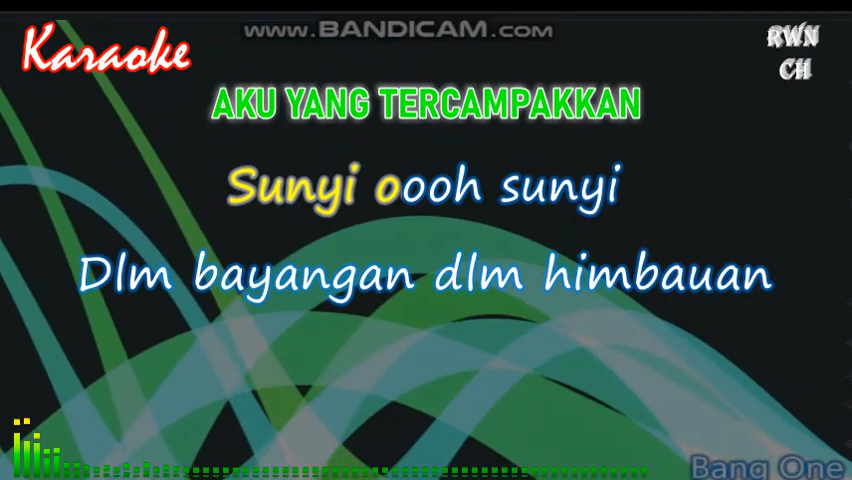 www.BANDICAM.com
Karaoke
RWN
CH
AKU YANG TERCAMPAKKAN
Sunyi oooh sunyi
Dlm bayangan dlm himbauan
Bang One